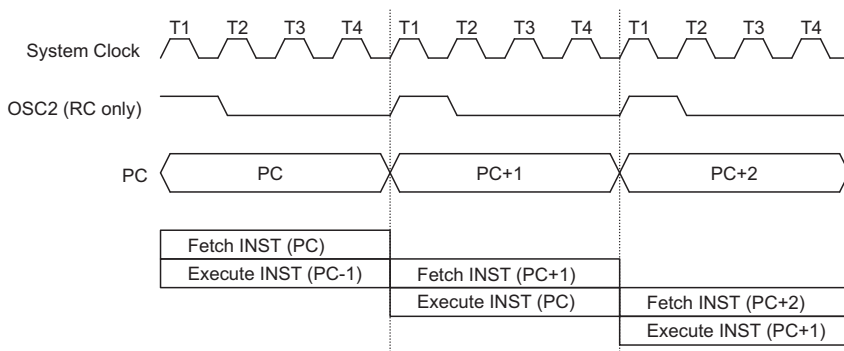 T1 T2 T3 T4 T1 T2 T3 T4 T1 T2 T3 T4
System Clock
OSC2 (RC only)
PC PC PC+1 PC+2
Fetch INST (PC)
Execute INST (PC-1) Fetch INST (PC+1)
Execute INST (PC) Fetch INST (PC+2)
Execute INST (PC+1)